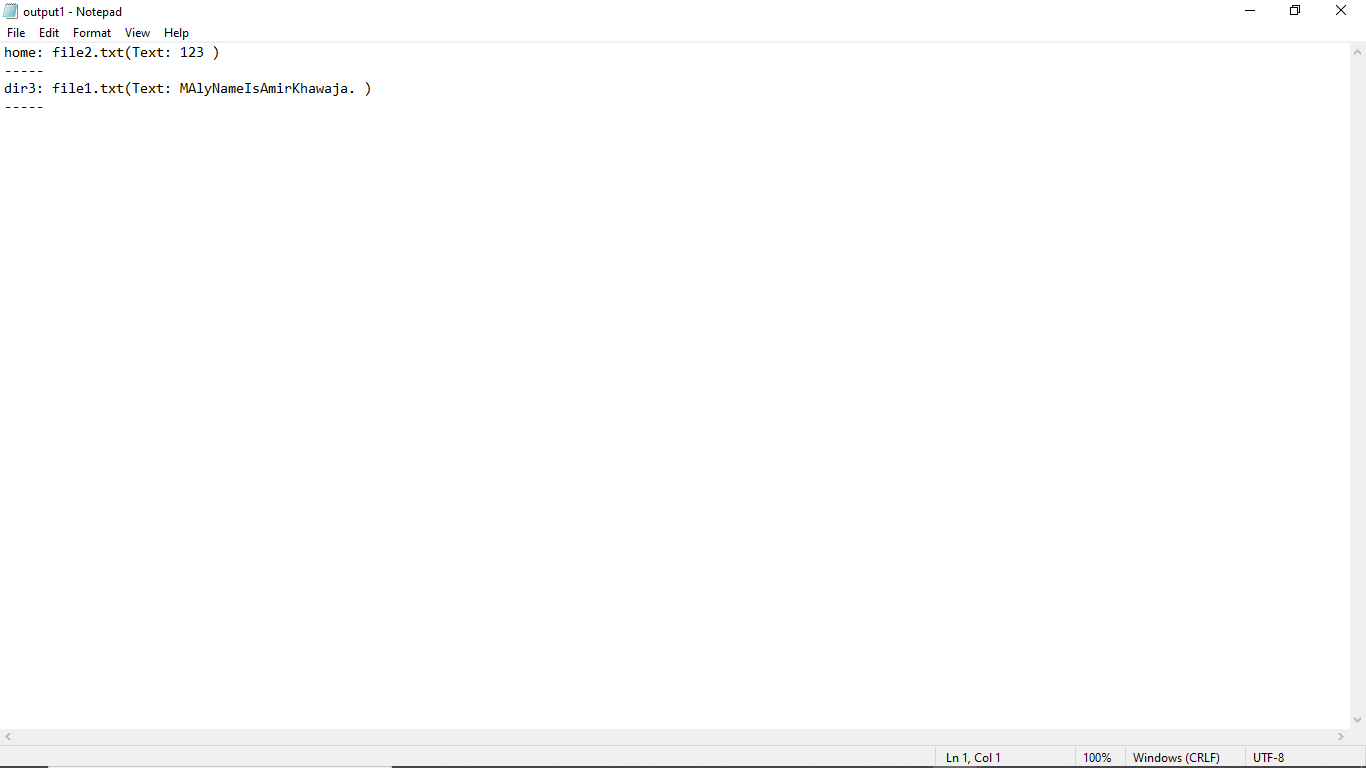 output1 - Notepad
File Edit Format View Help
home: file2.txt(Text: 123 )
-----
dir3: file1.txt(Text: MAlyNameIsAmirKhawaja. )
-----
Ln 1, Col 1 100% Windows (CRLF) UTF-8